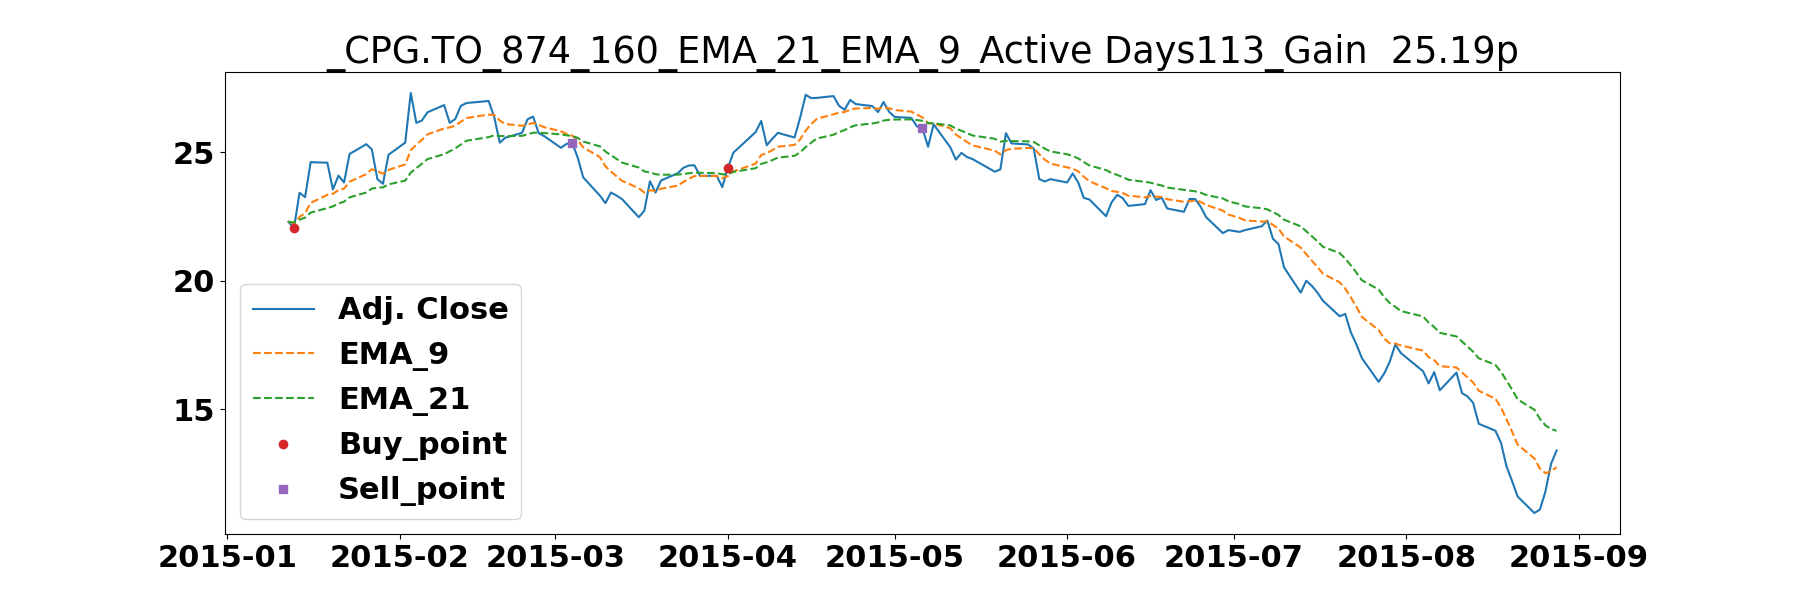 _CPG.TO_874_160_EMA_21_EMA_9_Active Days113_Gain  25.19p
25
20
15
Adj. Close
EMA_9
EMA_21
Buy_point
Sell_point
2015-01 2015-02 2015-03 2015-04 2015-05 2015-06 2015-07 2015-08 2015-09